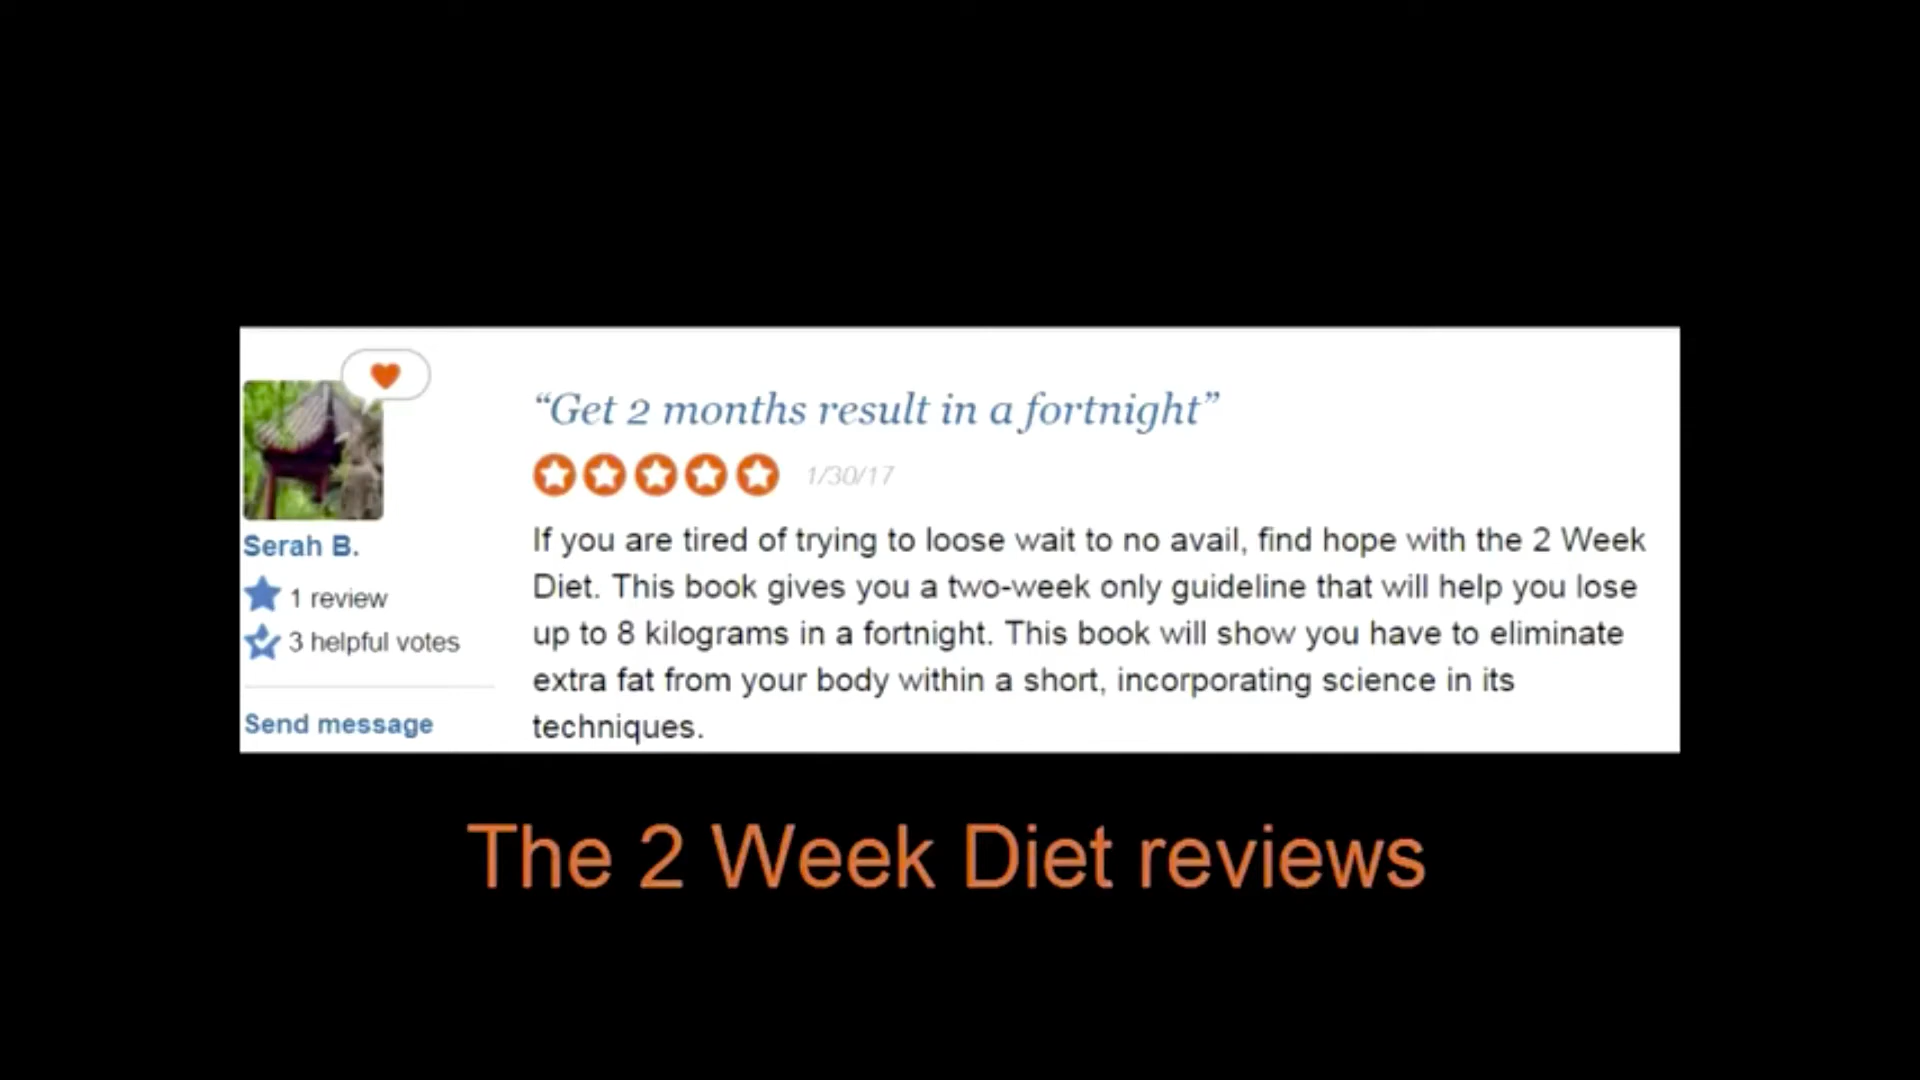 “Get 2 months result in a fortnight”
1/30/17
If you are tired of trying to loose wait to no avail, find hope with the 2 Week
Diet. This book gives you a two-week only guideline that will help you lose
up to 8 kilograms in a fortnight. This book will show you have to eliminate
extra fat from your body within a short, incorporating science in its
techniques.
Serah B.
1 review
3 helpful votes
Send message
The 2 Week Diet reviews